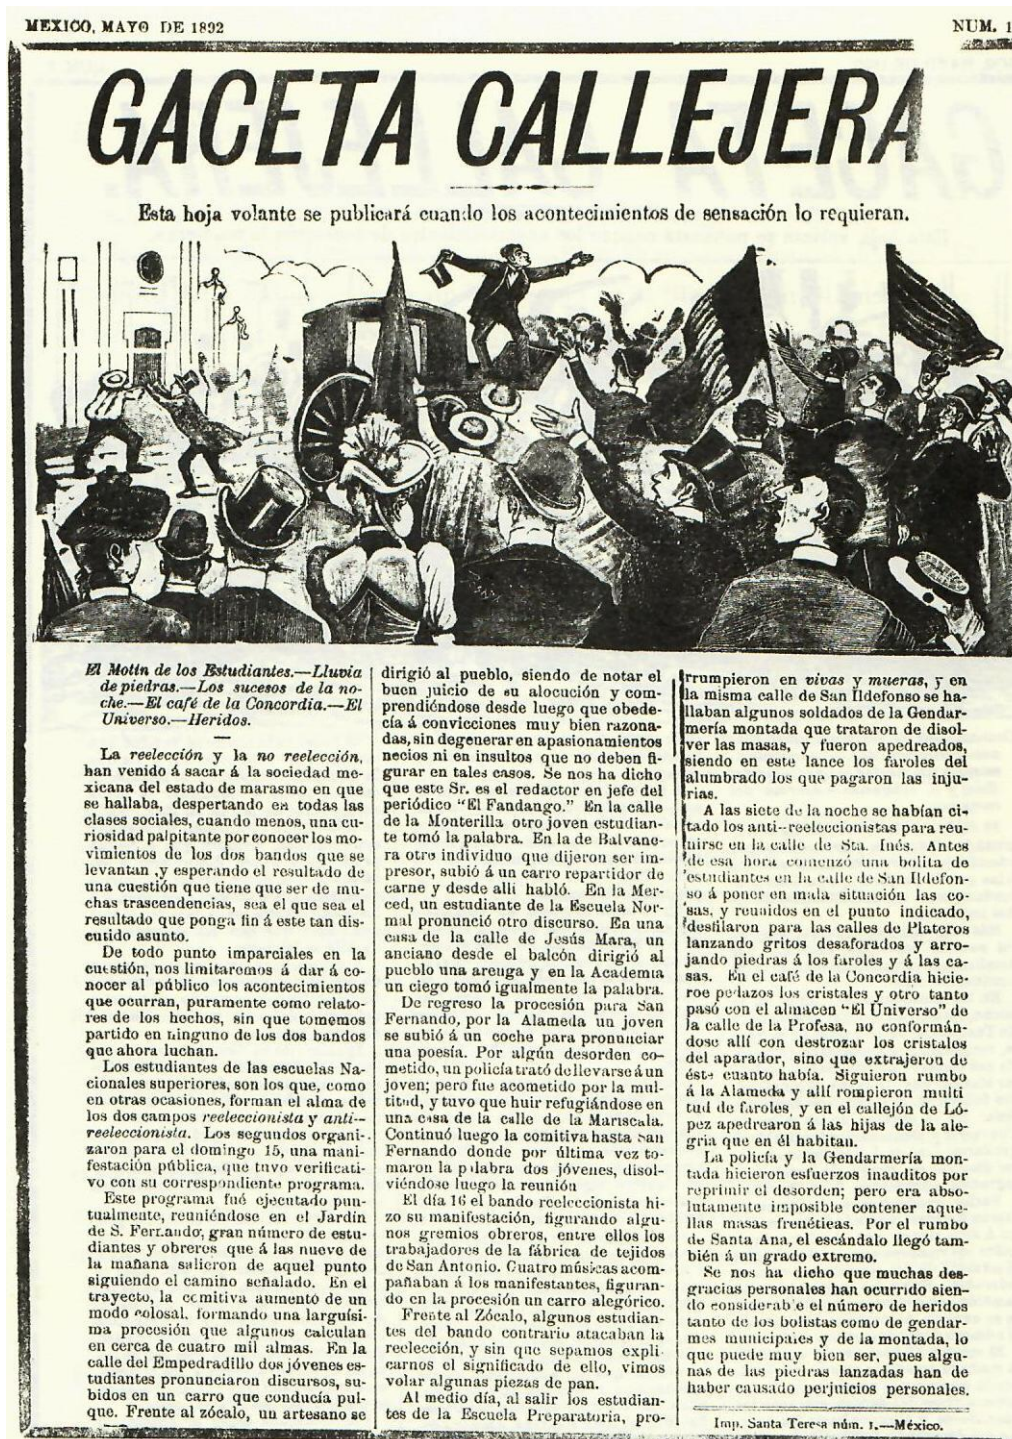 MEXICO, MAYO DE 1892
NUM. 1
GACETA CALLEJERA
Esta hoja volante se publicará cuando los acontecimientos de sensación lo requieran.
El Motin de los Estudiantes.—Lluvia
de piedras.—Los sucesos de la no-
che.—El café de la Concordia.—El
Universo.—Heridos.
La reelección y la no reelección,
han venido á sacar á la sociedad me-
xicana del estado de marasmo en que
se hallaba, despertando en todas las
clases sociales, cuando menos, una cu-
riosidad palpitante por conocer los mo-
vimientos de los dos bandos que se
levantan ,y esperando el resultado de
una cuestión que tiene que ser de mu-
chas trascendencias, sea el que sea el
resultado que ponga fin á este tan dis-
cutido asunto.
De todo punto imparciales en la
cuestión, nos limitaremos á dar á co-
nocer al público los acontecimientos
que ocurran, puramente como relato-
res de los hechos, sin que tomemos
partido en ninguno de los dos bandos
que ahora luchan.
Los estudiantes de las escuelas Na-
cionales superiores, son los que, como
en otras ocasiones, forman el alma de
los dos campos reeleccionista y anti-
reeleccionista. Los segundos organi-
zaron para el domingo 15, una mani-
festación pública, que tuvo verificati-
vo con su correspondiente programa.
Este programa fué ejecutado pun-
tualmente, reuniéndose en el Jardín
de S. Fernando, gran número de estu-
diantes y obreros que á las nueve de
la mañana salieron de aquel punto
siguiendo el camino señalado. En el
trayecto, la comitiva aumentó de un
modo colosal, formando una larguísi-
ma procesión que algunos calculan
en cerca de cuatro mil almas. En la
calle del Empedradillo dos jóvenes es-
tudiantes pronunciaron discursos, su-
bidos en un carro que conducía pul-
que. Frente al zócalo, un artesano se
dirigió al pueblo, siendo de notar el
buen juicio de su alocución y com-
prendiéndose desde luego que obede-
cía á convicciones muy bien razona-
das, sin degenerar en apasionamientos
necios ni en insultos que no deben fi-
gurar en tales casos. Se nos ha dicho
que este Sr. es el redactor en jefe del
periódico "El Fandango." En la calle
de la Monterilla otro joven estudian-
te tomó la palabra. En la de Balvane-
ra otro individuo que dijeron ser im-
presor, subió á un carro repartidor de
carne y desde allí habló. En la Mer-
ced, un estudiante de la Escuela Nor-
mal pronunció otro discurso. En una
casa de la calle de Jesús Mara, un
anciano desde el balcón dirigió al
pueblo una arenga y en la Academia
un ciego tomó igualmente la palabra.
De regreso la procesión para San
Fernando, por la Alameda un joven
se subió á un coche para pronunciar
una poesía. Por algún desorden co-
metido, un policía trató de llevarse á un
joven; pero fue acometido por la mul-
titud, y tuvo que huir refugiándose en
una casa de la calle de la Mariscala.
Continuó luego la comitiva hasta San
Fernando donde por última vez to-
maron la palabra dos jóvenes, disol-
viéndose luego la reunión
El día 16 el bando reeleccionista hi-
zo su manifestación, figurando algu-
nos gremios obreros, entre ellos los
trabajadores de la fábrica de tejidos
de San Antonio. Cuatro músicas acom-
pañaban á los manifestantes, figuran-
do en la procesión un carro alegórico.
Frente al Zócalo, algunos estudian-
tes del bando contrario atacaban la
reelección, y sin que sepamos expli-
carnos el significado de ello, vimos
volar algunas piezas de pan.
Al medio día, al salir los estudian-
tes de la Escuela Preparatoria, pro-
rrumpieron en vivas y mueras, y en
la misma calle de San Ildefonso se ha-
llaban algunos soldados de la Gendar-
mería montada que trataron de disol-
ver las masas, y fueron apedreados,
siendo en este lance los faroles del
alumbrado los que pagaron las inju-
rias.
A las siete de la noche se habían ci-
tado los anti--reeleccionistas para reu-
nirse en la calle de Sta. Inés. Antes
de esa hora comenzó una bolita de
estudiantes en la calle de San Ildefon-
so á poner en mala situación las co-
sas, y reunidos en el punto indicado,
desfilaron para las calles de Plateros
lanzando gritos desaforados y arro-
jando piedras á los faroles y á las ca-
sas. En el café de la Concordia hicie-
roe pedazos los cristales y otro tanto
pasó con el almacen "El Universo" de
la calle de la Profesa, no conformán-
dose allí con destrozar los cristales
del aparador, sino que extrajeron de
éste cuanto había. Siguieron rumbo
á la Alameda y allí rompieron multi
tud de faroles, y en el callejón de Ló-
pez apedrearon á las hijas de la ale-
gria que en él habitan.
La policía y la Gendarmería mon-
tada hicieron esfuerzos inauditos por
reprimir el desorden; pero era abso-
lutamente imposible contener aque-
llas masas frenéticas. Por el rumbo
de Santa Ana, el escándalo llegó tam-
bién á un grado extremo.
Se nos ha dicho que muchas des-
gracias personales han ocurrido sien-
do considerable el número de heridos
tanto de los bolistas como de gendar-
mes municipales y de la montada, lo
que puede muy bien ser, pues algu-
nas de las piedras lanzadas han de
haber causado perjuicios personales.
Imp. Santa Teresa núm. 1.—México.